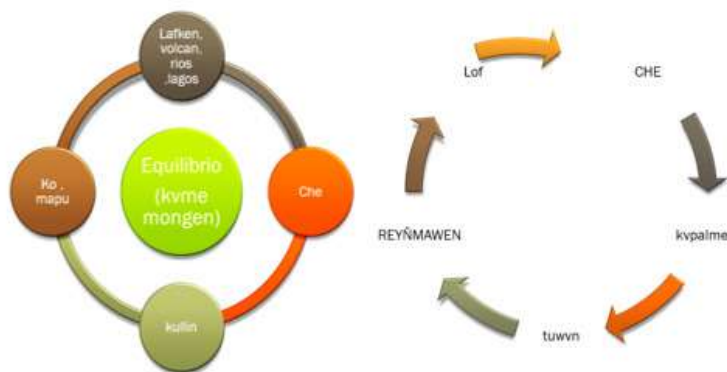 Lafken,
volcan,
rios
,lagos
Equilibrio
(kvme
mongen)
Ko ,
mapu
Che
kullin
Lof
CHE
kvpalme
tuwvn
REYÑMAWEN